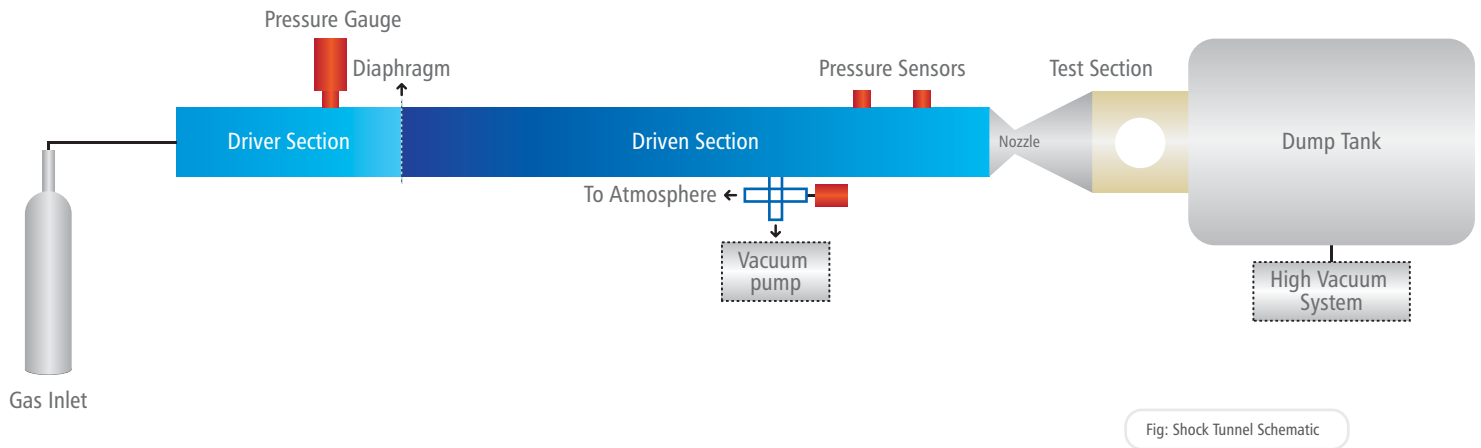 Pressure Gauge
Diaphragm
Pressure Sensors
Test Section
Driver Section
Driven Section
Nozzle
Dump Tank
To Atmosphere
Vacuum
pump
High Vacuum
System
Gas Inlet
Fig: Shock Tunnel Schematic